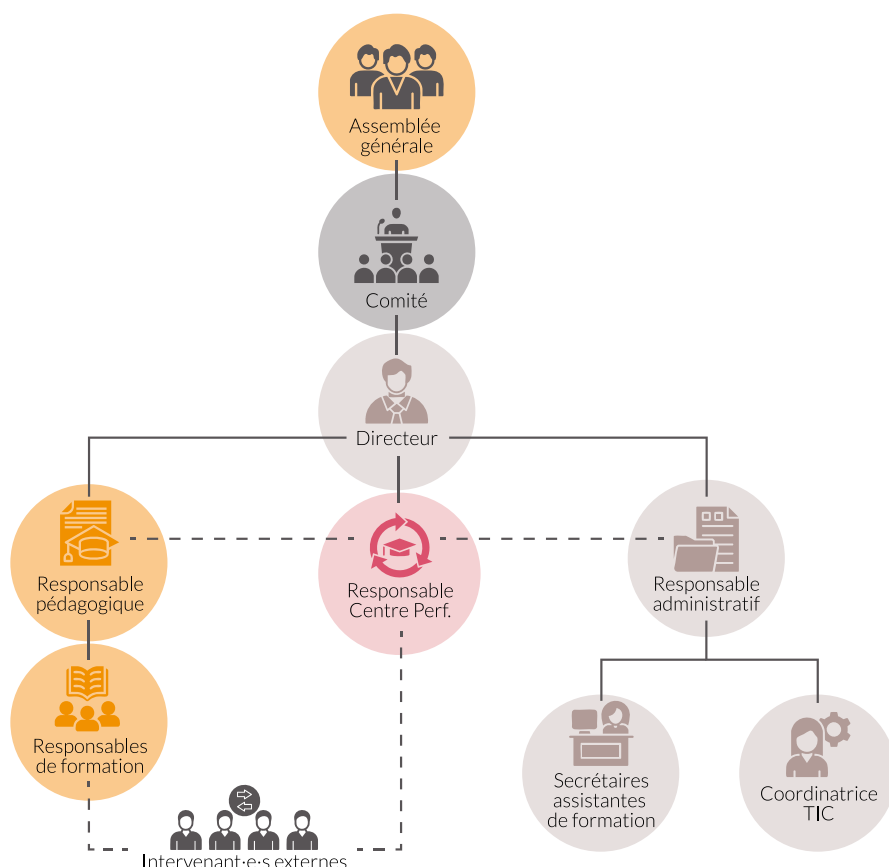 Assemblée
générale
Comité
Directeur
Responsable
pédagogique
Responsable
Centre Perf.
Responsable
administratif
Responsables
de formation
Secrétaires
assistantes
de formation
Coordinatrice
TIC
Intervenant·e·s externes